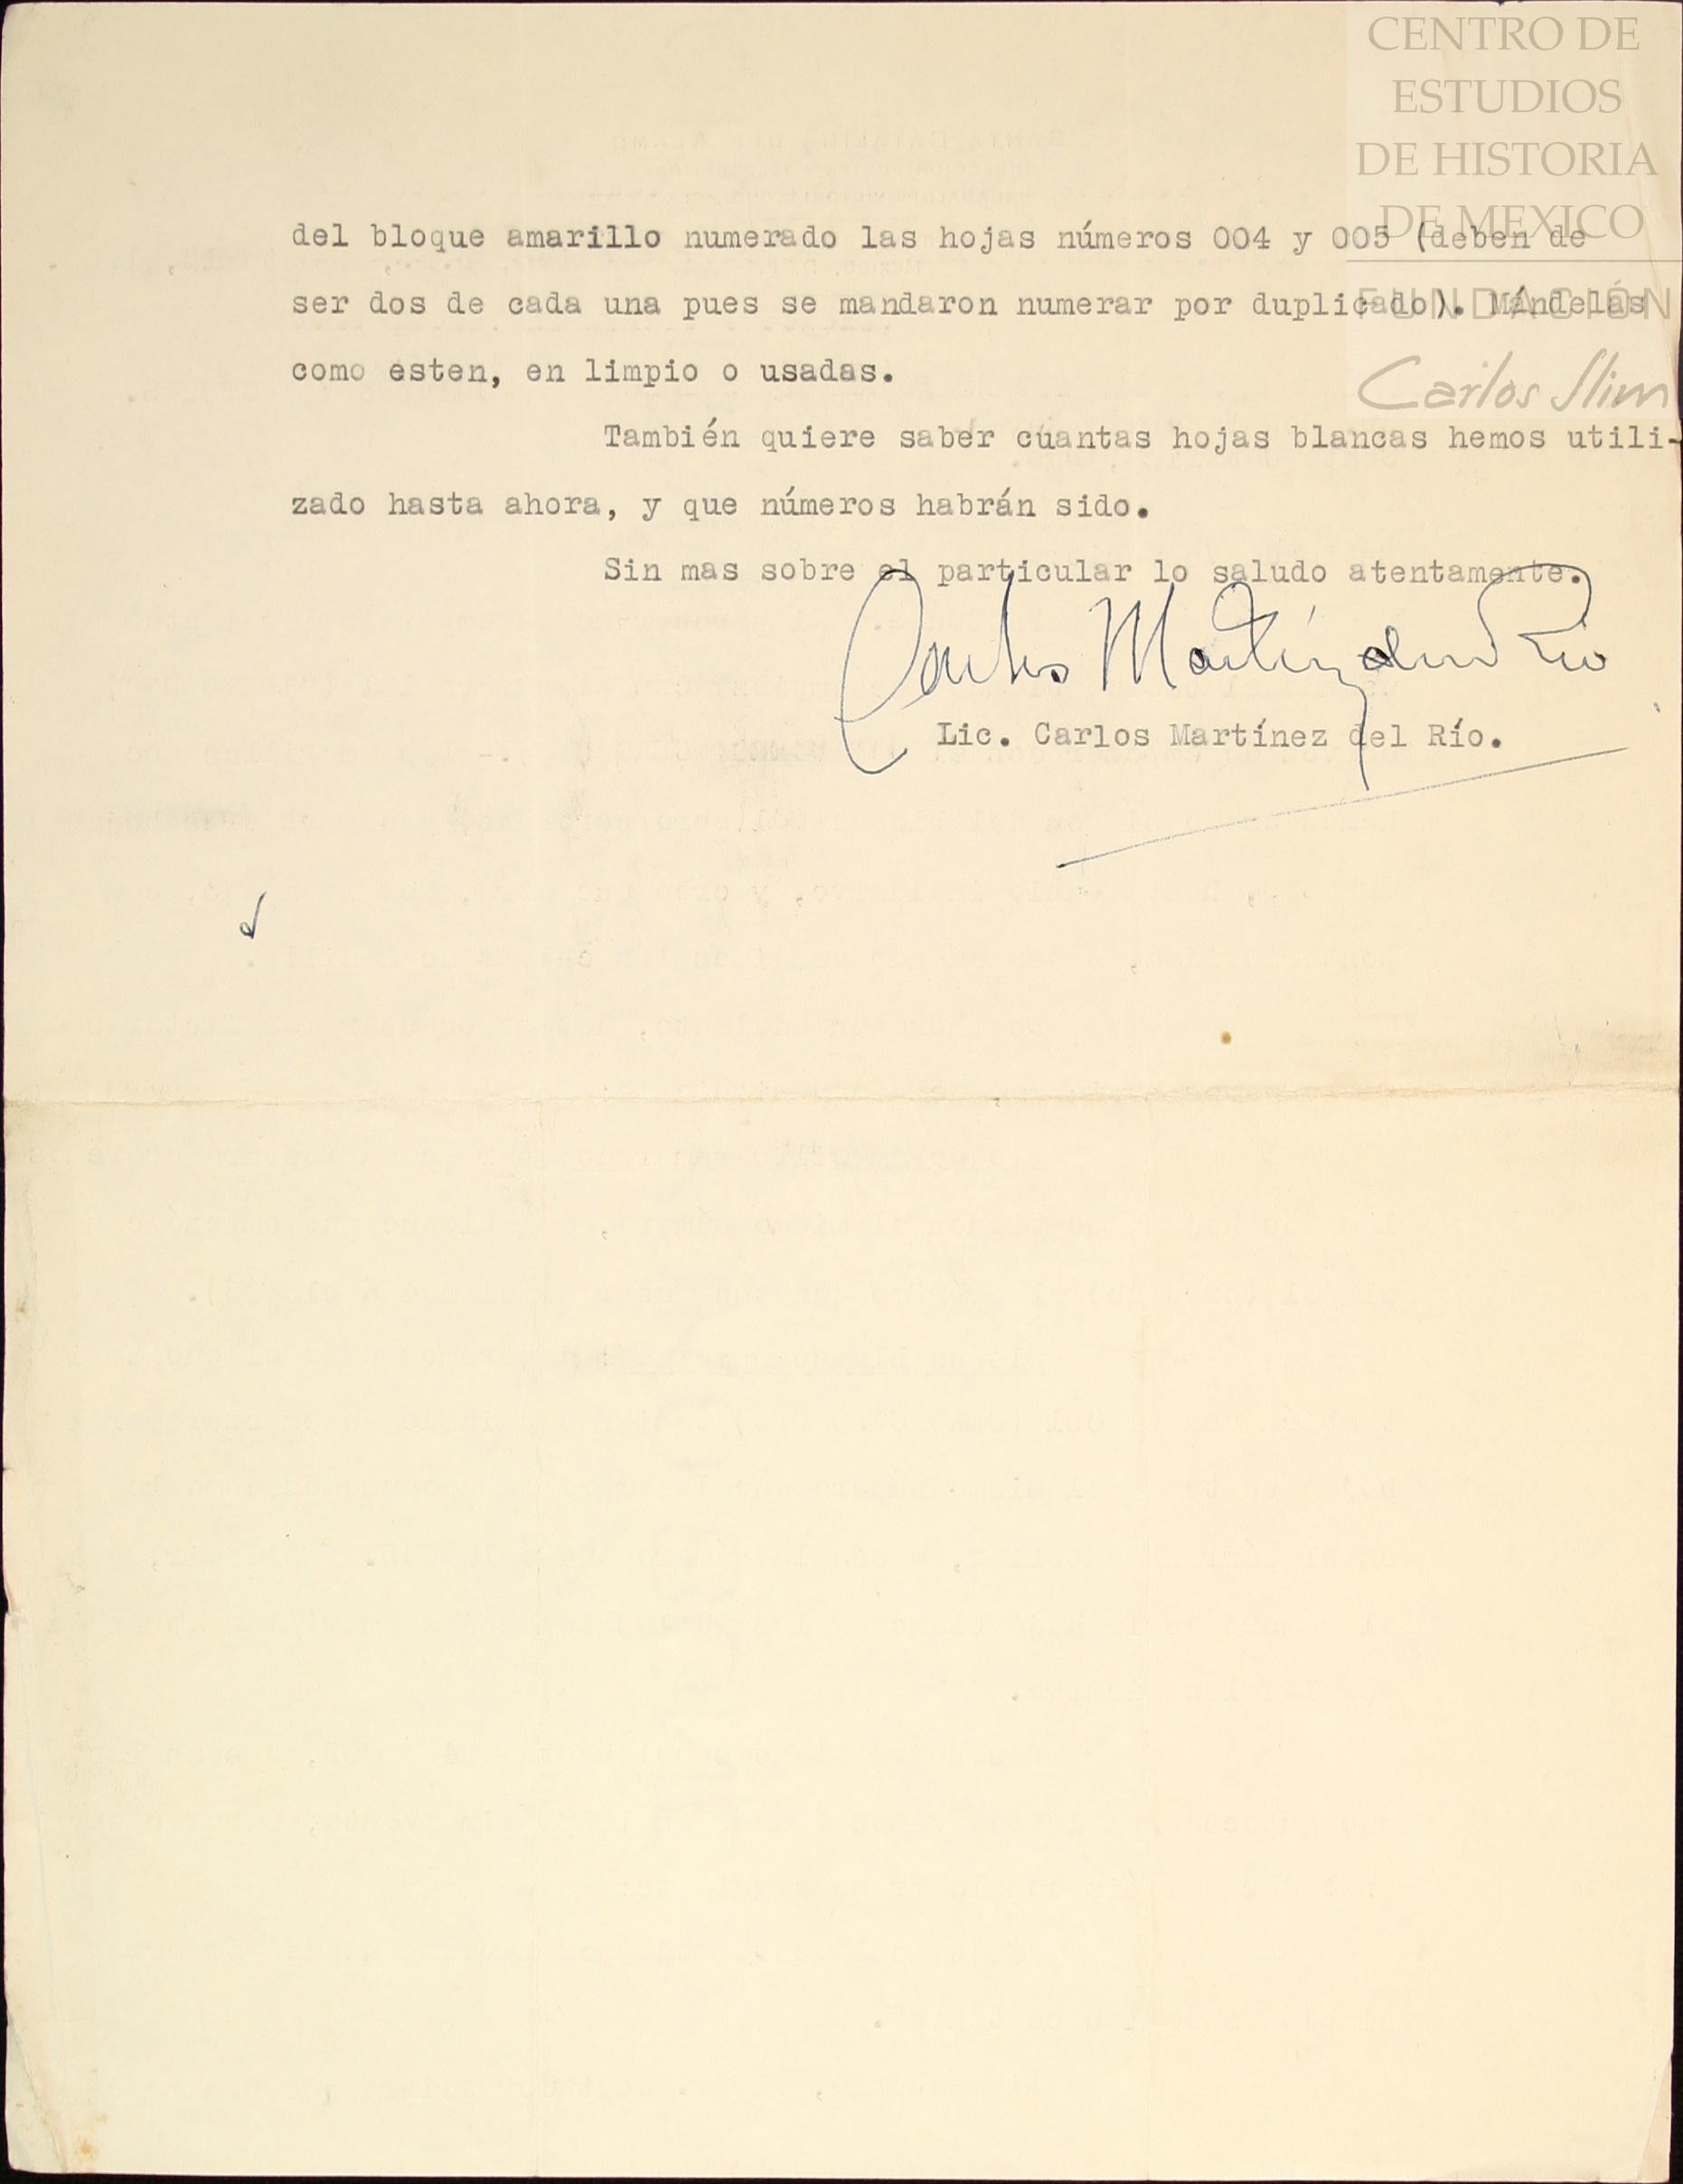 CENTRO DE
ESTUDIOS
DE HISTORIA
DE MEXICO
FUNDACION
Carlos Slim
del bloque amarillo numerado las hojas números 004 y 005 (deben de
ser dos de cada una pues se mandaron numerar por duplicado). Mándelás
como esten, en limpio o usadas.
También quiere saber cuantas hojas blancas hemos utili-
zado hasta ahora, y que números habrán sido.
Sin mas sobre el particular lo saludo atentamente.
Carlos Martínez del Río
Lic. Carlos Martínez del Río.